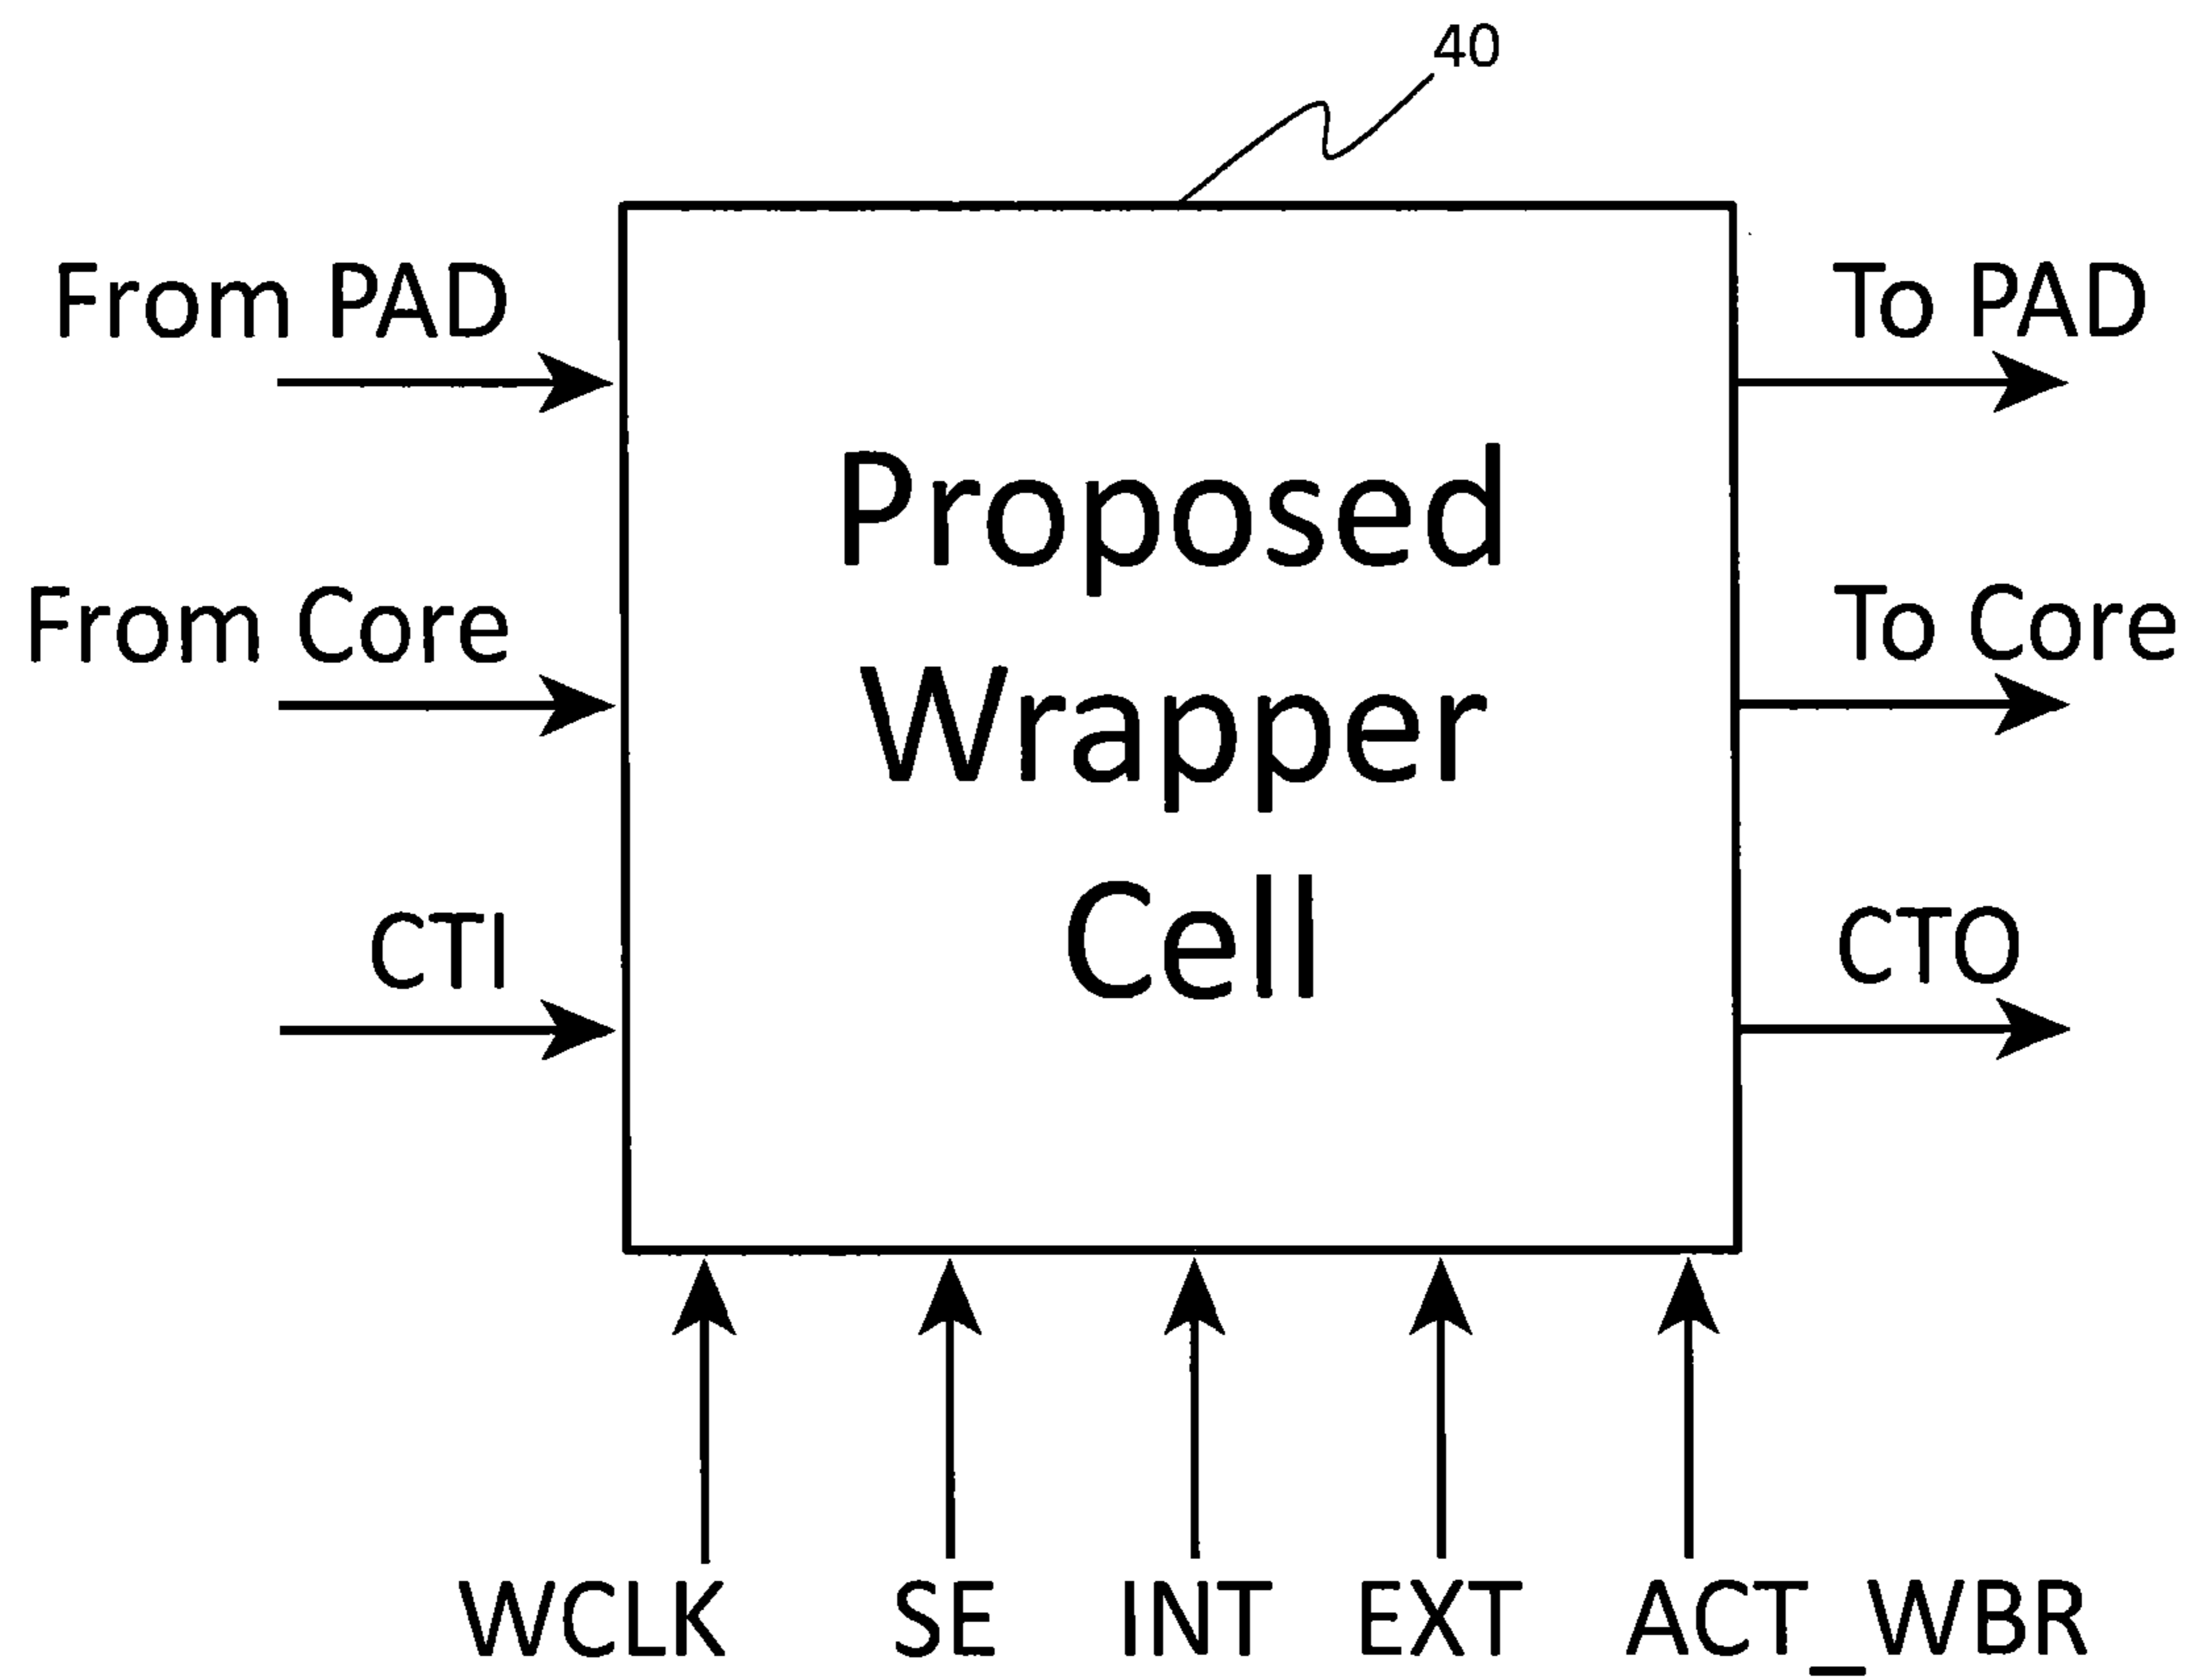 40
From PAD
To PAD
Proposed
From Core
To Core
Wrapper
CTI
Cell
CTO
WCLK SE INT EXT ACT_WBR